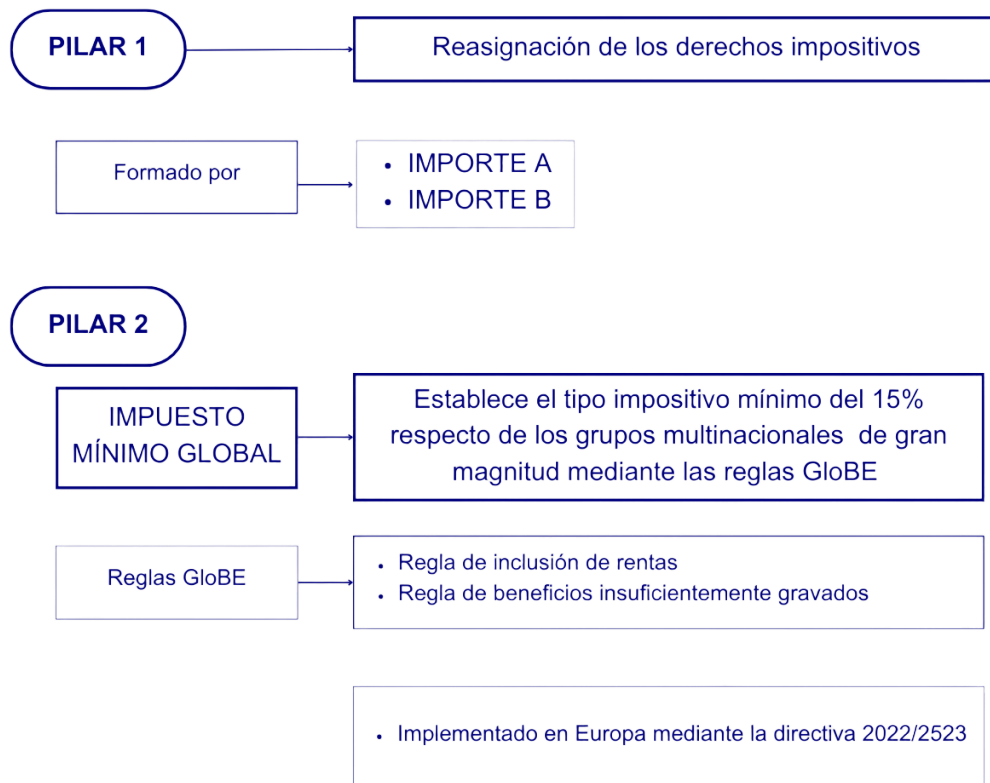 PILAR 1
Reasignación de los derechos impositivos
Formado por
• IMPORTE A
• IMPORTE B
PILAR 2
IMPUESTO
MÍNIMO GLOBAL
Establece el tipo impositivo mínimo del 15%
respecto de los grupos multinacionales de gran
magnitud mediante las reglas GloBE
Reglas GloBE
• Regla de inclusión de rentas
• Regla de beneficios insuficientemente gravados
• Implementado en Europa mediante la directiva 2022/2523